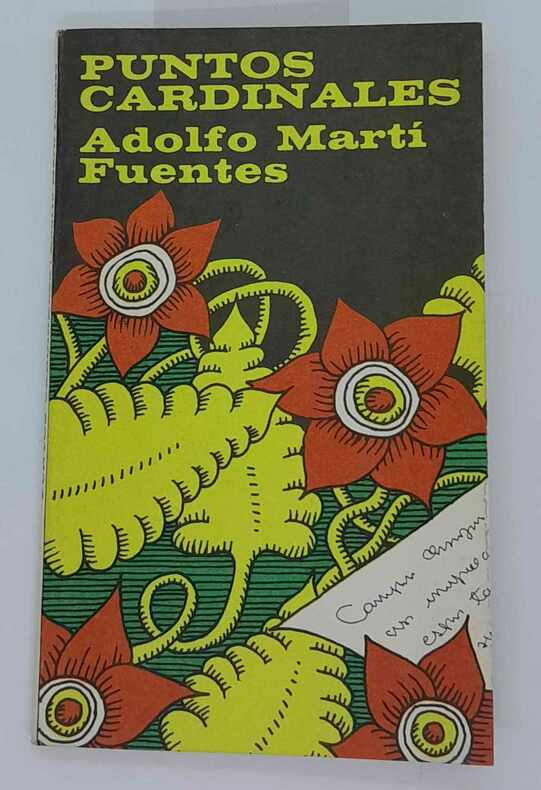 PUNTOS
CARDINALES
Adolfo Martí
Fuentes